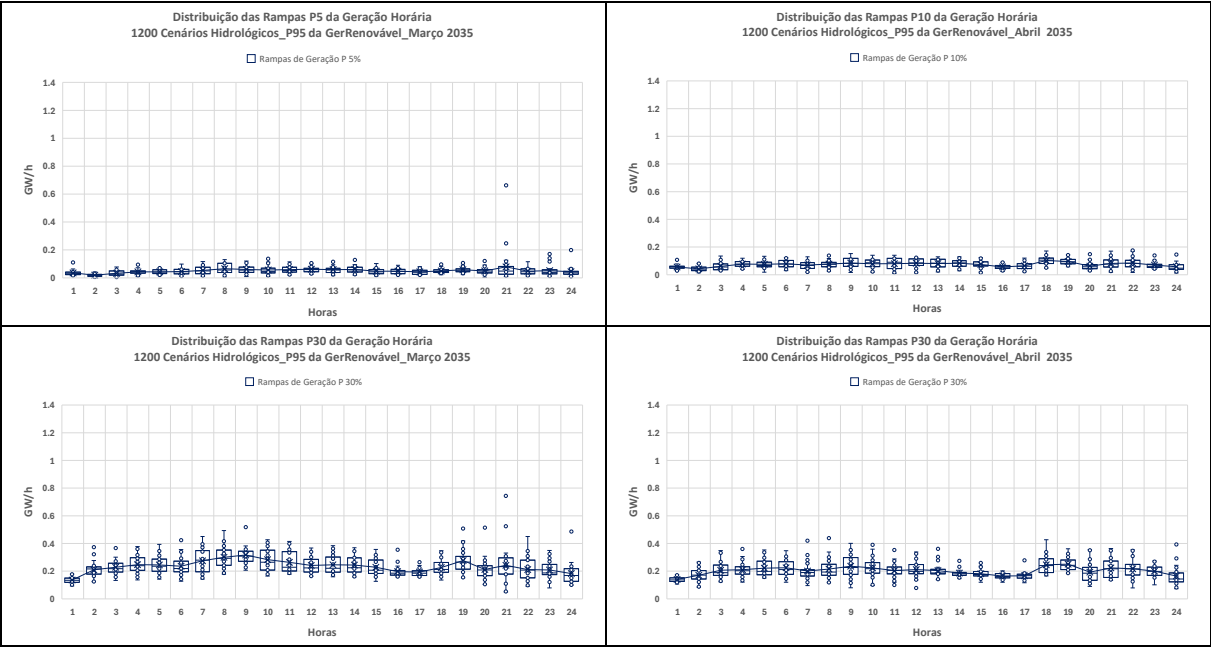 Distribuição das Rampas P5 da Geração Horária
1200 Cenários Hidrológicos_P95 da GerRenovável_Março 2035
Rampas de Geração P 5%
1.4
1.2
1
0.8
0.6
0.4
0.2
0
GW/h
1 2 3 4 5 6 7 8 9 10 11 12 13 14 15 16 17 18 19 20 21 22 23 24
Horas
Distribuição das Rampas P10 da Geração Horária
1200 Cenários Hidrológicos_P95 da GerRenovável_Abril 2035
Rampas de Geração P 10%
1.4
1.2
1
0.8
0.6
0.4
0.2
0
GW/h
1 2 3 4 5 6 7 8 9 10 11 12 13 14 15 16 17 18 19 20 21 22 23 24
Horas
Distribuição das Rampas P30 da Geração Horária
1200 Cenários Hidrológicos_P95 da GerRenovável_Março 2035
Rampas de Geração P 30%
1.4
1.2
1
0.8
0.6
0.4
0.2
0
GW/h
1 2 3 4 5 6 7 8 9 10 11 12 13 14 15 16 17 18 19 20 21 22 23 24
Horas
Distribuição das Rampas P30 da Geração Horária
1200 Cenários Hidrológicos_P95 da GerRenovável_Abril 2035
Rampas de Geração P 30%
1.4
1.2
1
0.8
0.6
0.4
0.2
0
GW/h
1 2 3 4 5 6 7 8 9 10 11 12 13 14 15 16 17 18 19 20 21 22 23 24
Horas